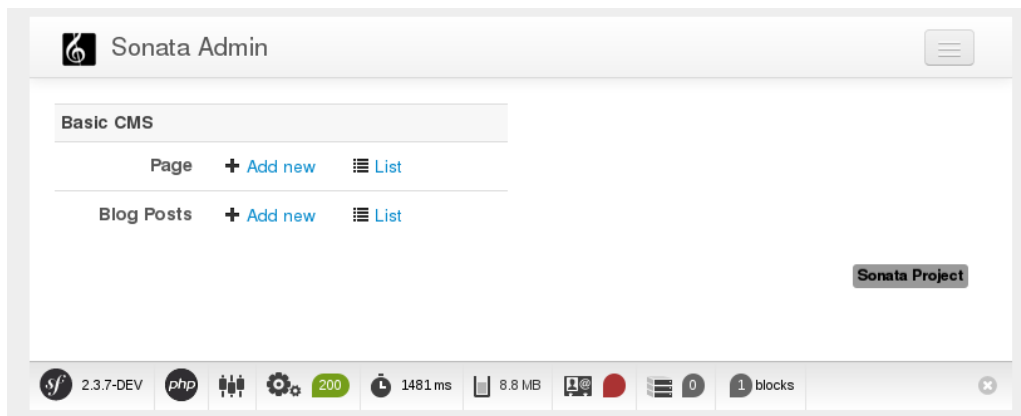 Sonata Admin
Basic CMS
Page Add new List
Blog Posts Add new List
Sonata Project
sf 2.3.7-DEV php 200 1481 ms 8.8 MB 0 1 blocks